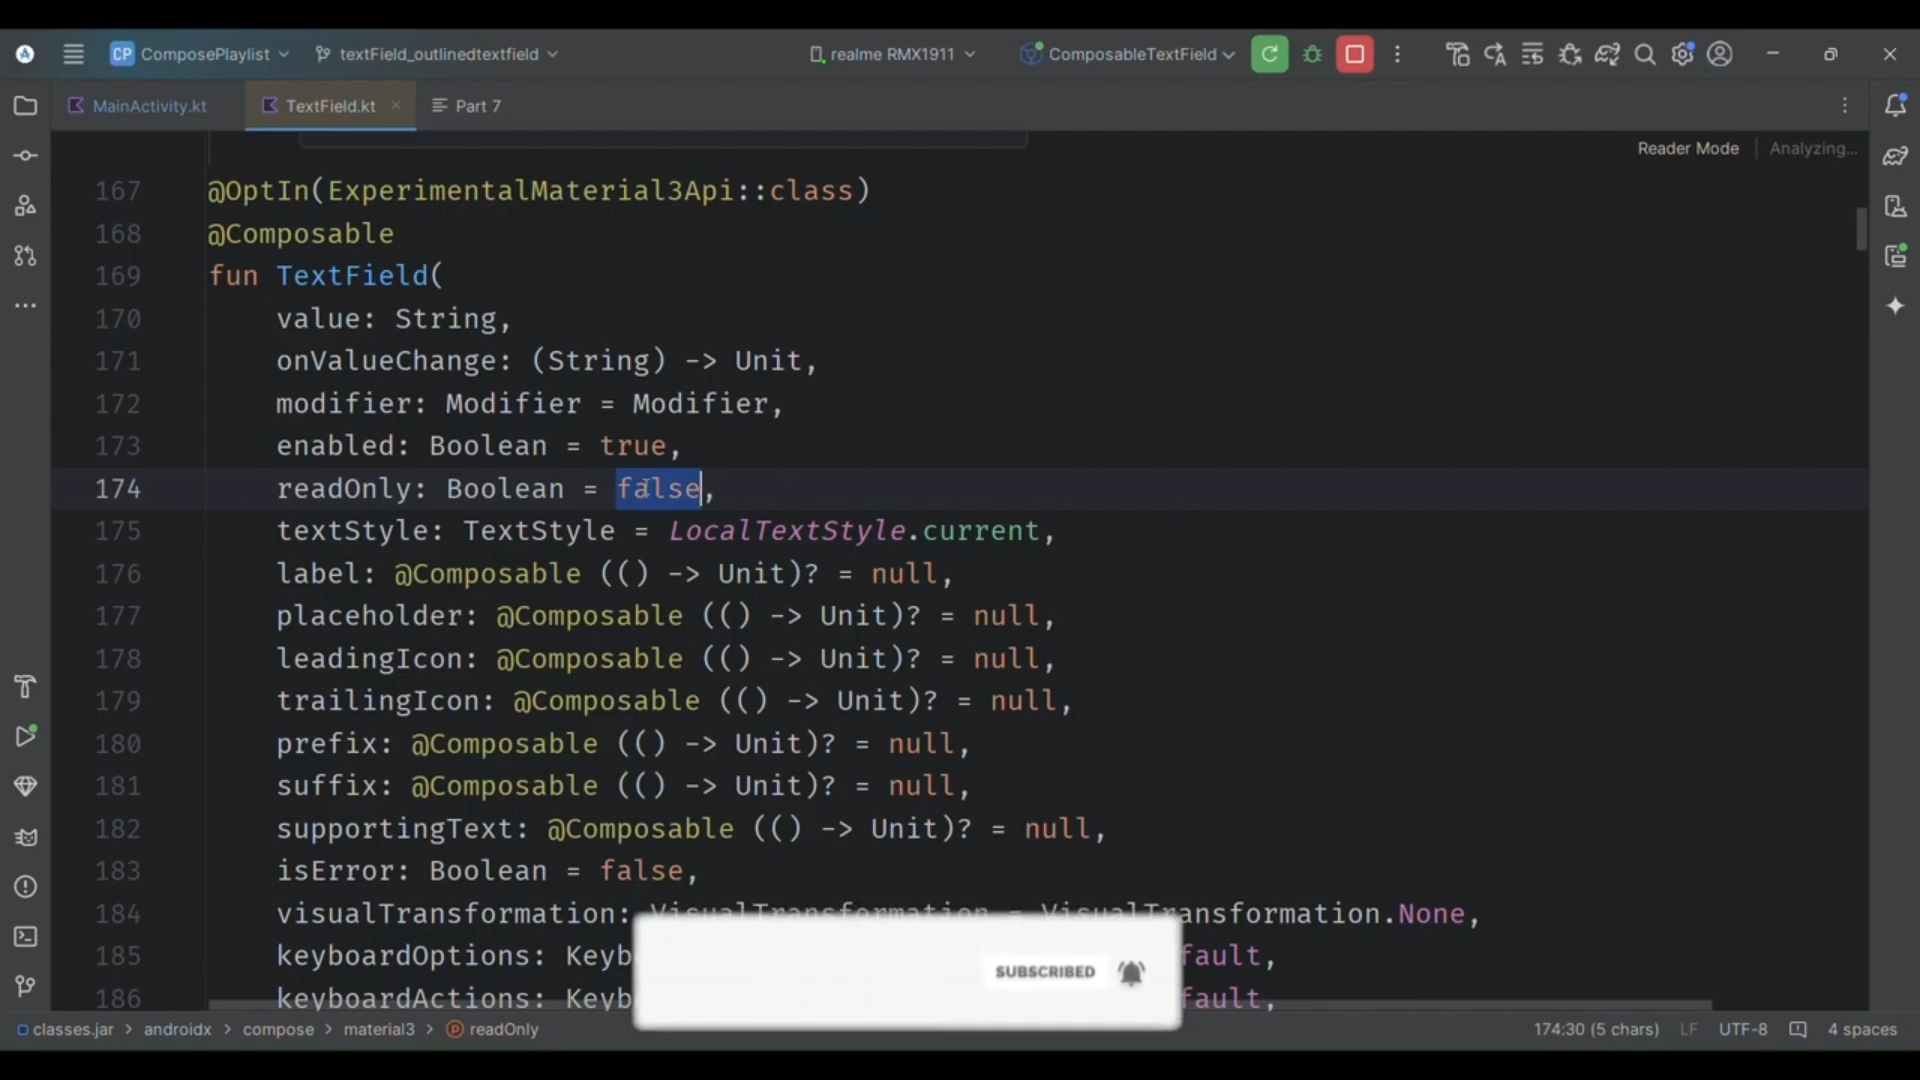 CP ComposePlaylist textField_outlinedtextfield realme RMX1911 ComposableTextField
MainActivity.kt TextField.kt Part 7
Reader Mode Analyzing...
167 @OptIn(ExperimentalMaterial3Api::class)
168 @Composable
169 fun TextField(
170 value: String,
171 onValueChange: (String) -> Unit,
172 modifier: Modifier = Modifier,
173 enabled: Boolean = true,
174 readOnly: Boolean = false,
175 textStyle: TextStyle = LocalTextStyle.current,
176 label: @Composable (() -> Unit)? = null,
177 placeholder: @Composable (() -> Unit)? = null,
178 leadingIcon: @Composable (() -> Unit)? = null,
179 trailingIcon: @Composable (() -> Unit)? = null,
180 prefix: @Composable (() -> Unit)? = null,
181 suffix: @Composable (() -> Unit)? = null,
182 supportingText: @Composable (() -> Unit)? = null,
183 isError: Boolean = false,
184 visualTransformation: VisualTransformation = VisualTransformation.None,
185 keyboardOptions: Keyb fault,
186 keyboardActions: Keyb fault,
SUBSCRIBED
classes.jar > androidx > compose > material3 > readOnly 174:30 (5 chars) LF UTF-8 4 spaces